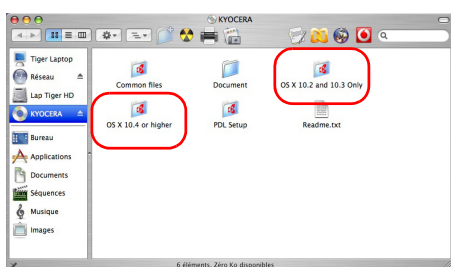 KYOCERA
Tiger Laptop
Réseau
Lap Tiger HD
KYOCERA
Bureau
Applications
Documents
Séquences
Musique
Images
Common files
Document
OS X 10.2 and 10.3 Only
OS X 10.4 or higher
PDL Setup
Readme.txt
6 éléments, Zéro Ko disponibles